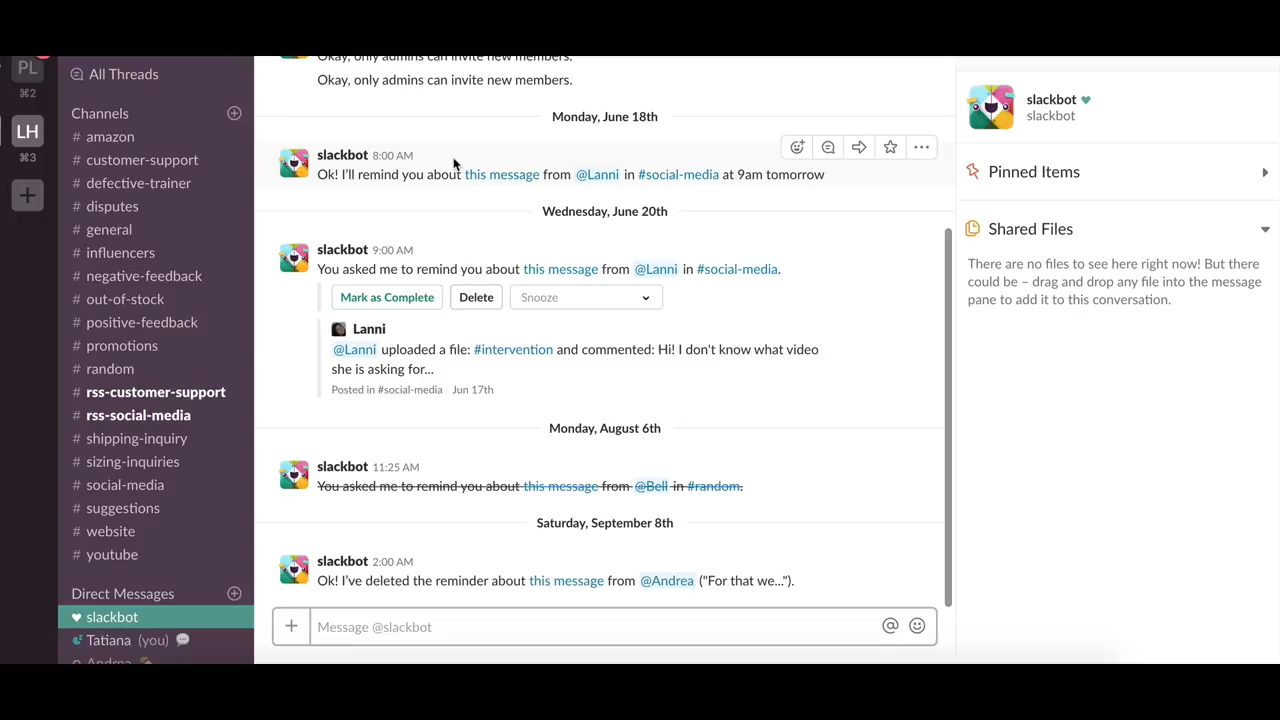 PL
⌘2
LH
⌘3
All Threads
Channels
# amazon
# customer-support
# defective-trainer
# disputes
# general
# influencers
# negative-feedback
# out-of-stock
# positive-feedback
# promotions
# random
# rss-customer-support
# rss-social-media
# shipping-inquiry
# sizing-inquiries
# social-media
# suggestions
# website
# youtube
Direct Messages
slackbot
Tatiana (you)
Andrea
Okay, only admins can invite new members.
Okay, only admins can invite new members.
Monday, June 18th
slackbot 8:00 AM
Ok! I'll remind you about this message from @Lanni in #social-media at 9am tomorrow
Wednesday, June 20th
slackbot 9:00 AM
You asked me to remind you about this message from @Lanni in #social-media.
Mark as Complete Delete Snooze
Lanni
@Lanni uploaded a file: #intervention and commented: Hi! I don't know what video
she is asking for...
Posted in #social-media Jun 17th
Monday, August 6th
slackbot 11:25 AM
You asked me to remind you about this message from @Bell in #random.
Saturday, September 8th
slackbot 2:00 AM
Ok! I've deleted the reminder about this message from @Andrea ("For that we...").
Message @slackbot
slackbot
slackbot
Pinned Items
Shared Files
There are no files to see here right now! But there
could be – drag and drop any file into the message
pane to add it to this conversation.